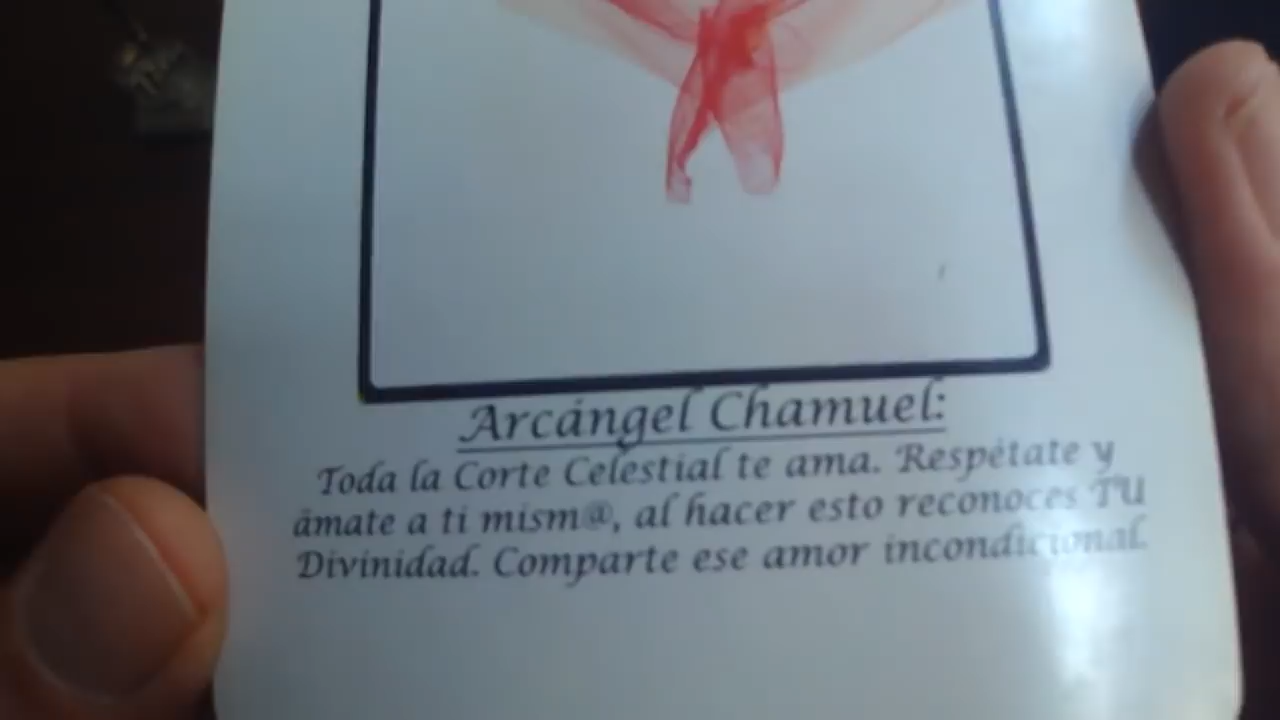 Arcángel Chamuel:
Toda la Corte Celestial te ama. Respétate y
ámate a ti mism@, al hacer esto reconoces TU
Divinidad. Comparte ese amor incondicional.